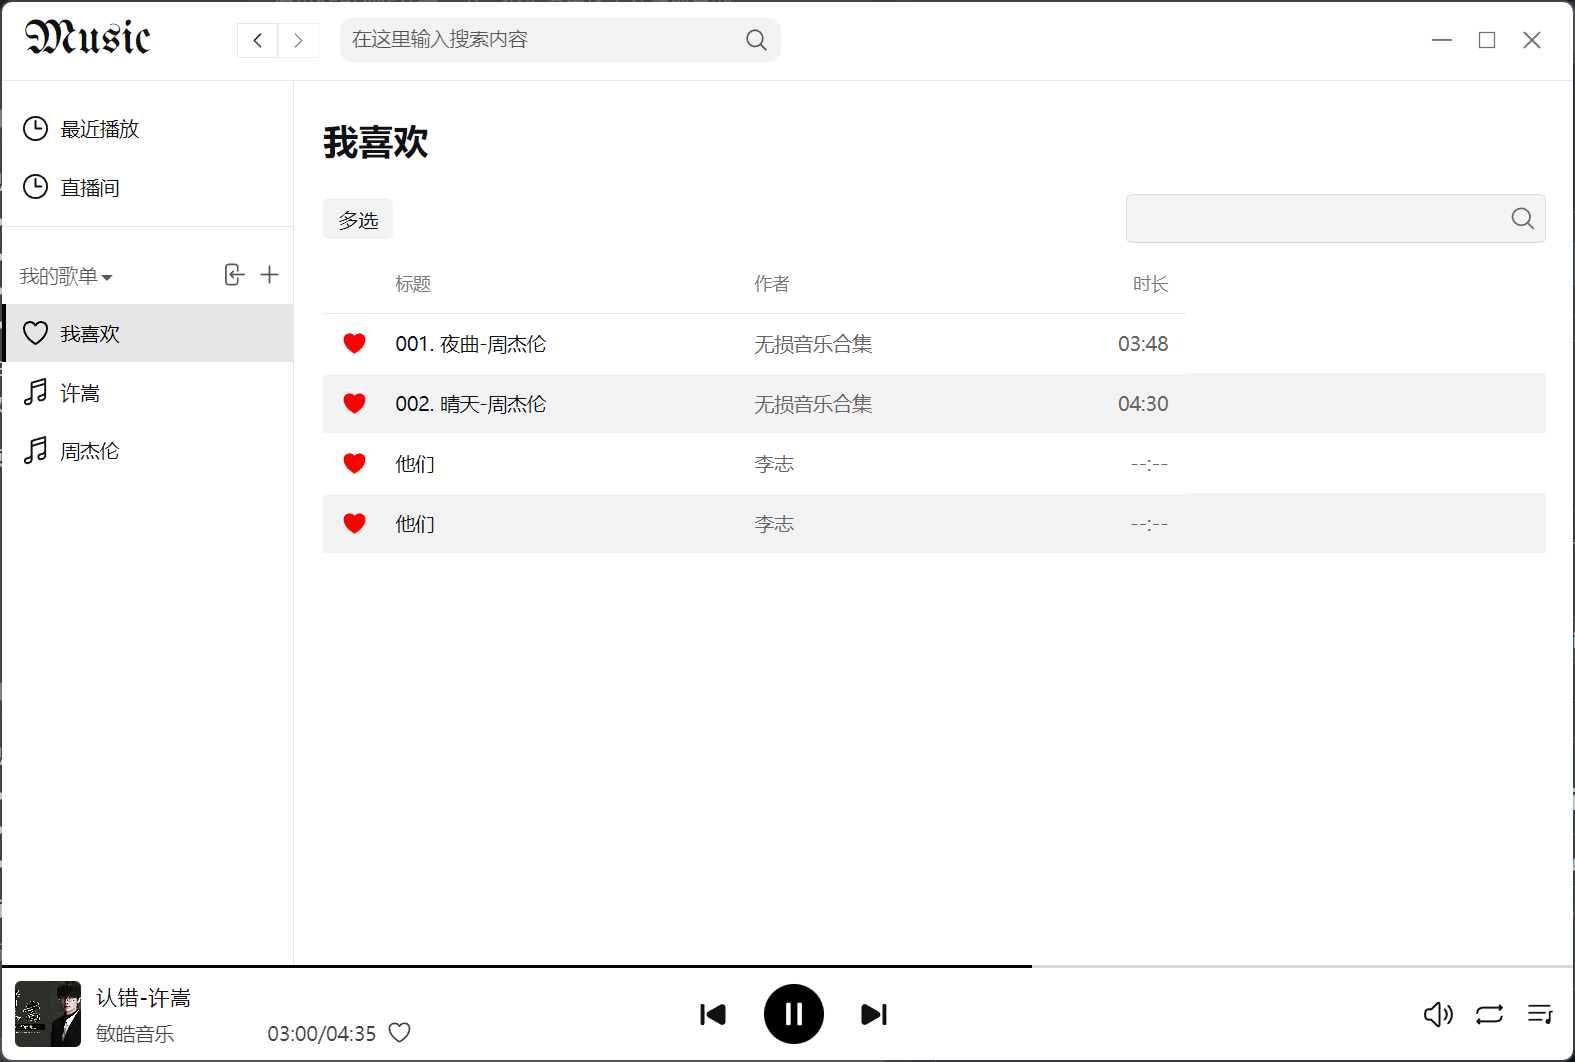 Music
在这里输入搜索内容
最近播放
直播间
我的歌单
我喜欢
许嵩
周杰伦
我喜欢
多选
标题 作者 时长
001. 夜曲-周杰伦 无损音乐合集 03:48
002. 晴天-周杰伦 无损音乐合集 04:30
他们 李志 --:--
他们 李志 --:--
认错-许嵩
敏皓音乐 03:00/04:35